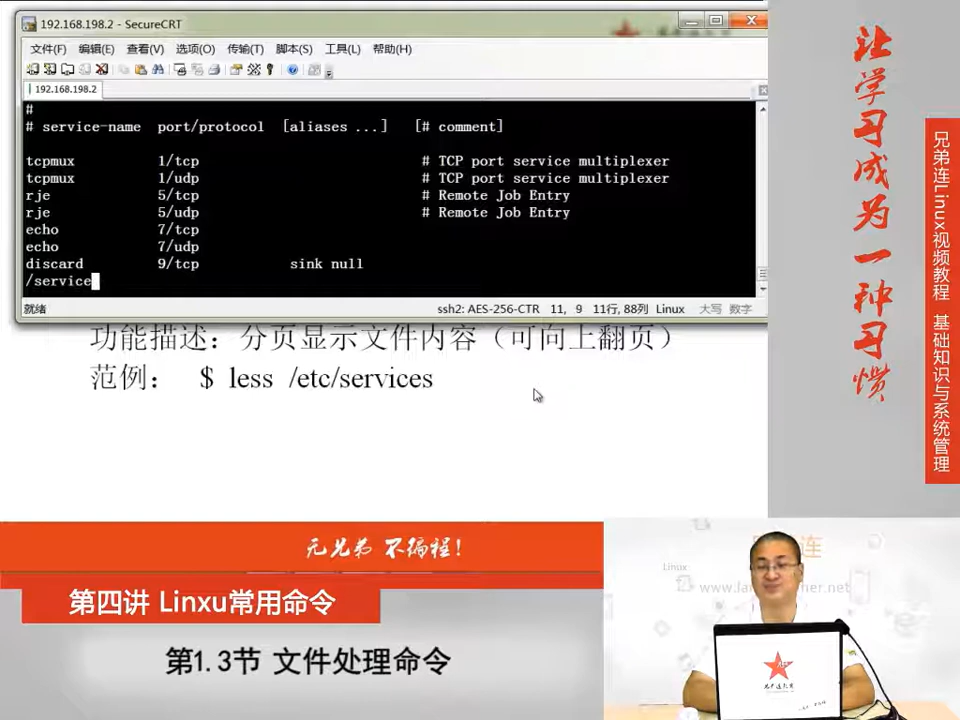 192.168.198.2 - SecureCRT
文件(F) 编辑(E) 查看(V) 选项(O) 传输(T) 脚本(S) 工具(L) 帮助(H)
192.168.198.2
#
# service-name port/protocol [aliases ...] [# comment]
tcpmux 1/tcp # TCP port service multiplexer
tcpmux 1/udp # TCP port service multiplexer
rje 5/tcp # Remote Job Entry
rje 5/udp # Remote Job Entry
echo 7/tcp
echo 7/udp
discard 9/tcp sink null
/service
就绪 ssh2: AES-256-CTR 11, 9 11行, 88列 Linux 大写 数字
功能描述：分页显示文件内容（可向上翻页）
范例： $ less /etc/services
让学习成为一种习惯
兄弟连Linux视频教程 基础知识与系统管理
无兄弟 不编程!
第四讲 Linxu常用命令
第1.3节 文件处理命令
Linux